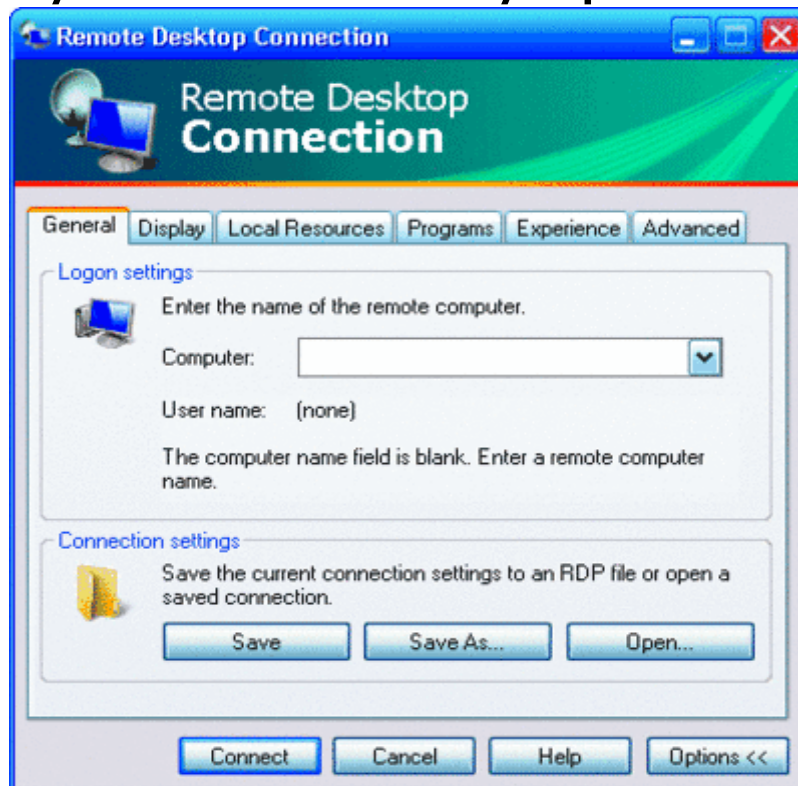 Remote Desktop Connection
Remote Desktop
Connection
General Display Local Resources Programs Experience Advanced
Logon settings
Enter the name of the remote computer.
Computer:
User name: (none)
The computer name field is blank. Enter a remote computer
name.
Connection settings
Save the current connection settings to an RDP file or open a
saved connection.
Save Save As... Open...
Connect Cancel Help Options <<